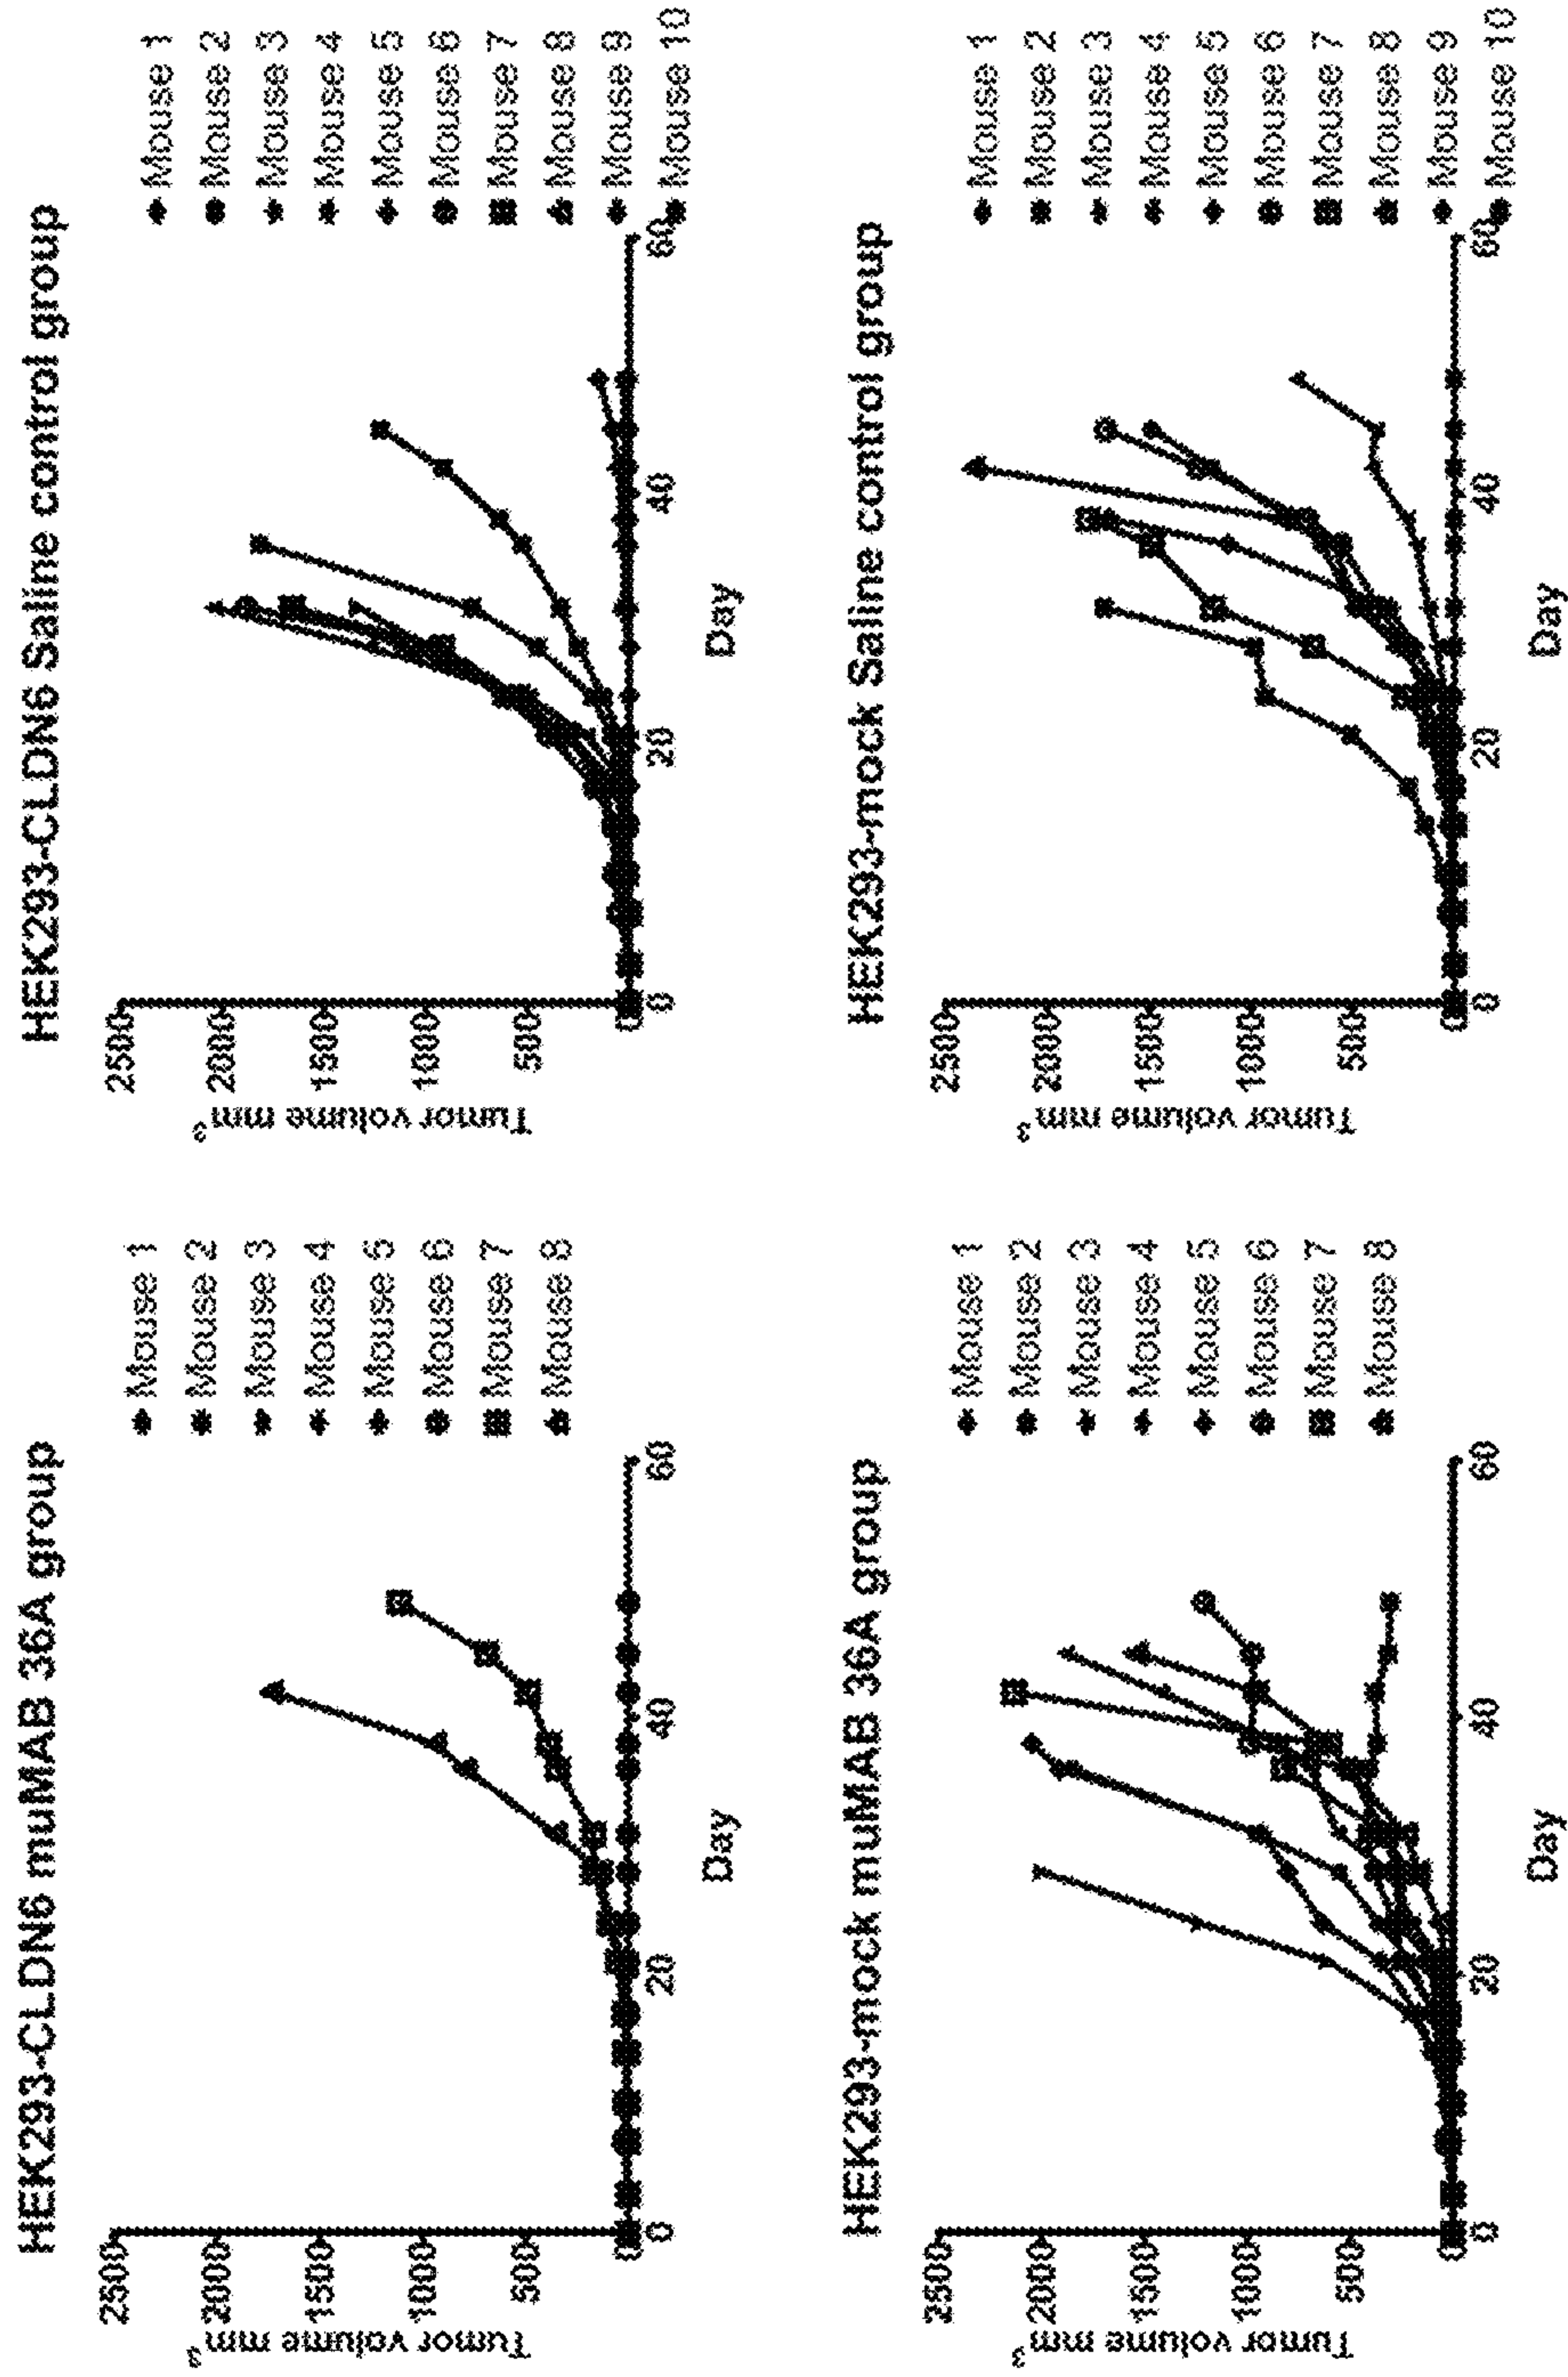 HEK293-CLDN6 muMAB 36A group
Tumor volume mm³
2500
2000
1500
1000
500
0
0
20
40
60
Day
Mouse 1
Mouse 2
Mouse 3
Mouse 4
Mouse 5
Mouse 6
Mouse 7
Mouse 8
HEK293-CLDN6 Saline control group
Tumor volume mm³
2500
2000
1500
1000
500
0
0
20
40
60
Day
Mouse 1
Mouse 2
Mouse 3
Mouse 4
Mouse 5
Mouse 6
Mouse 7
Mouse 8
Mouse 9
Mouse 10
HEK293-mock muMAB 36A group
Tumor volume mm³
2500
2000
1500
1000
500
0
0
20
40
60
Day
Mouse 1
Mouse 2
Mouse 3
Mouse 4
Mouse 5
Mouse 6
Mouse 7
Mouse 8
HEK293-mock Saline control group
Tumor volume mm³
2500
2000
1500
1000
500
0
0
20
40
60
Day
Mouse 1
Mouse 2
Mouse 3
Mouse 4
Mouse 5
Mouse 6
Mouse 7
Mouse 8
Mouse 9
Mouse 10